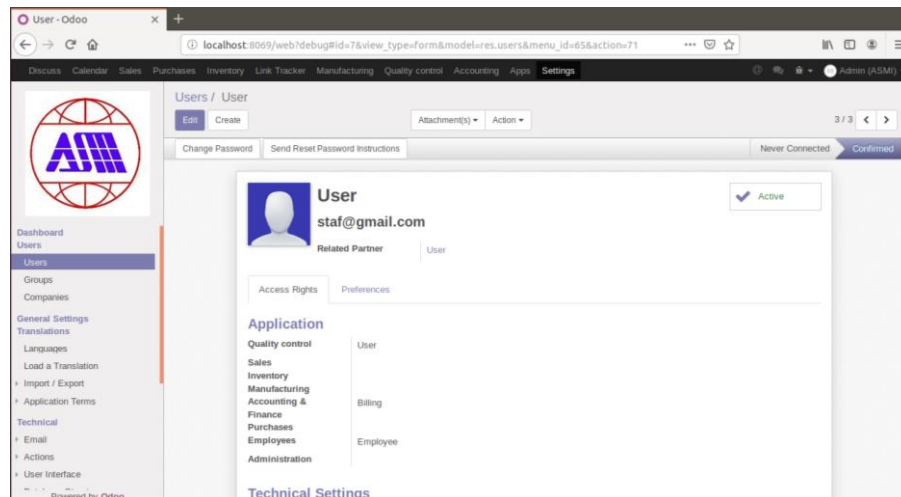 User - Odoo
localhost:8069/web?debug#id=7&view_type=form&model=res.users&menu_id=65&action=71
Discuss Calendar Sales Purchases Inventory Link Tracker Manufacturing Quality control Accounting Apps Settings
Admin (ASMI)
ASMI
Users / User
Edit Create Attachment(s) Action 3 / 3
Change Password Send Reset Password Instructions Never Connected Confirmed
User
Active
staf@gmail.com
Related Partner User
Access Rights Preferences
Application
Quality control User
Sales
Inventory
Manufacturing
Accounting & Finance Billing
Purchases
Employees Employee
Administration
Technical Settings
Dashboard
Users
Users
Groups
Companies
General Settings
Translations
Languages
Load a Translation
Import / Export
Application Terms
Technical
Email
Actions
User Interface
Powered by Odoo